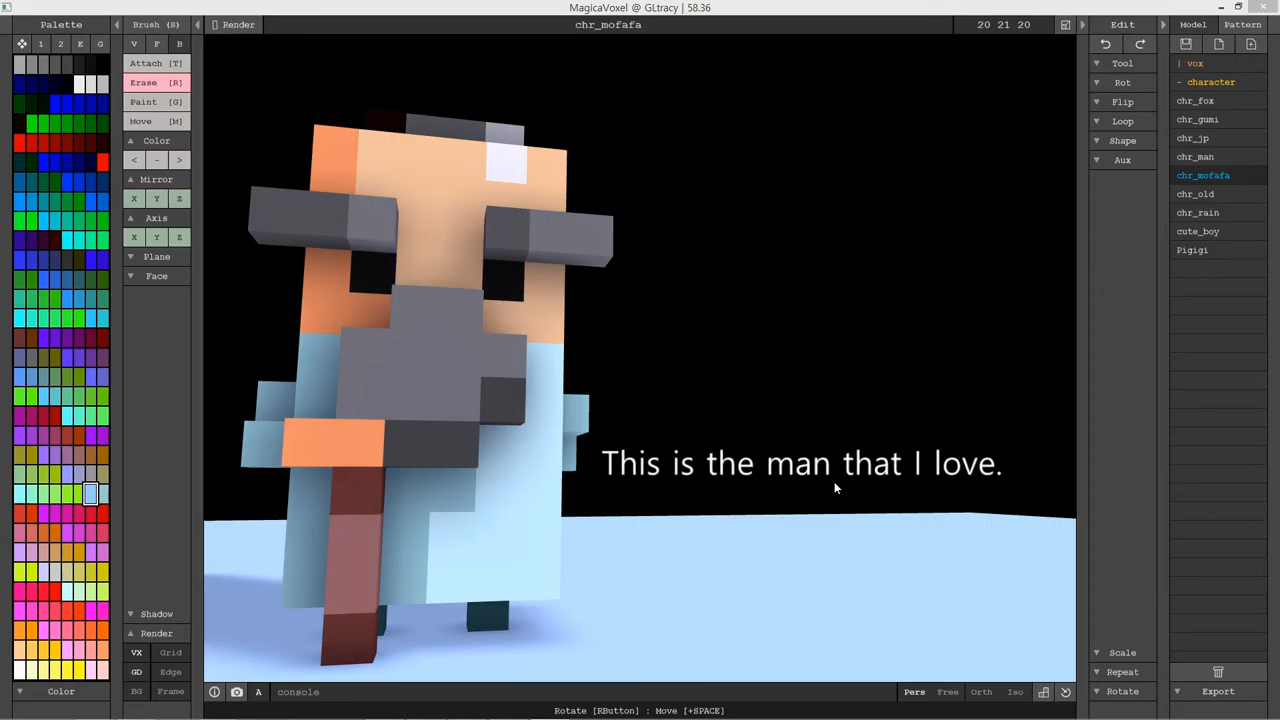 MagicaVoxel @ GLtracy | 58.36
Palette
Brush (S)
Render
chr_mofafa
20 21 20
Edit
Model
Pattern
1
2
E
G
V
F
B
Attach [T]
Erase [R]
Paint [G]
Move [M]
Color
< - >
Mirror
X Y Z
Axis
X Y Z
Plane
Face
Shadow
Render
VX Grid
GD Edge
BG Frame
Color
This is the man that I love.
A
console
Pers
Free
Orth
Iso
Rotate [RButton] : Move [+SPACE]
Tool
Rot
Flip
Loop
Shape
Aux
Scale
Repeat
Rotate
| vox
- character
chr_fox
chr_gumi
chr_jp
chr_man
chr_mofafa
chr_old
chr_rain
cute_boy
Pigigi
Export